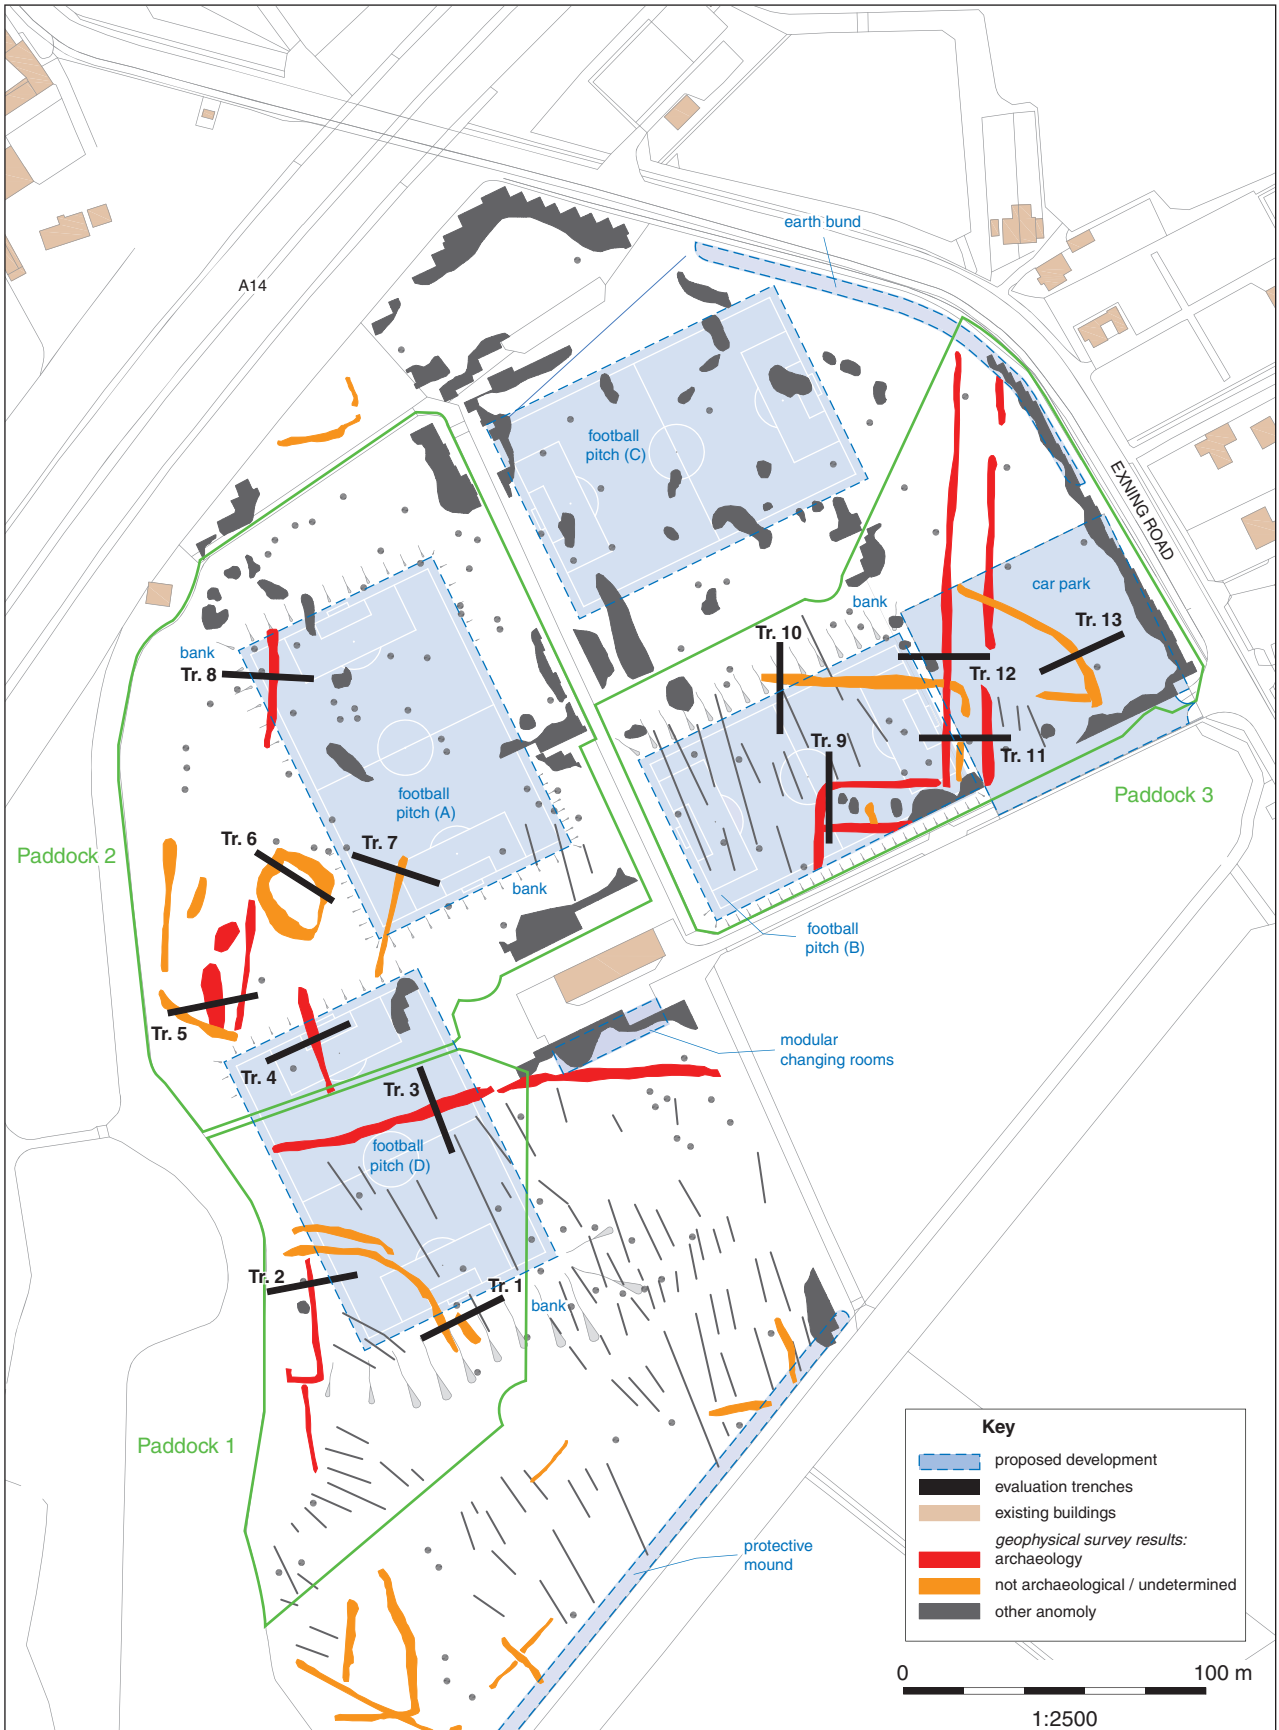 earth bund
A14
football
pitch (C)
EXNING ROAD
car park
bank
Tr. 13
Tr. 10
bank
Tr. 8
Tr. 12
Tr. 9
Tr. 11
football
pitch (A)
Paddock 3
Tr. 6
Tr. 7
Paddock 2
bank
football
pitch (B)
Tr. 5
modular
changing rooms
Tr. 4
Tr. 3
football
pitch (D)
Tr. 2
Tr. 1
bank
Paddock 1
protective
mound
Key
proposed development
evaluation trenches
existing buildings
geophysical survey results:
archaeology
not archaeological / undetermined
other anomoly
0 100 m
1:2500